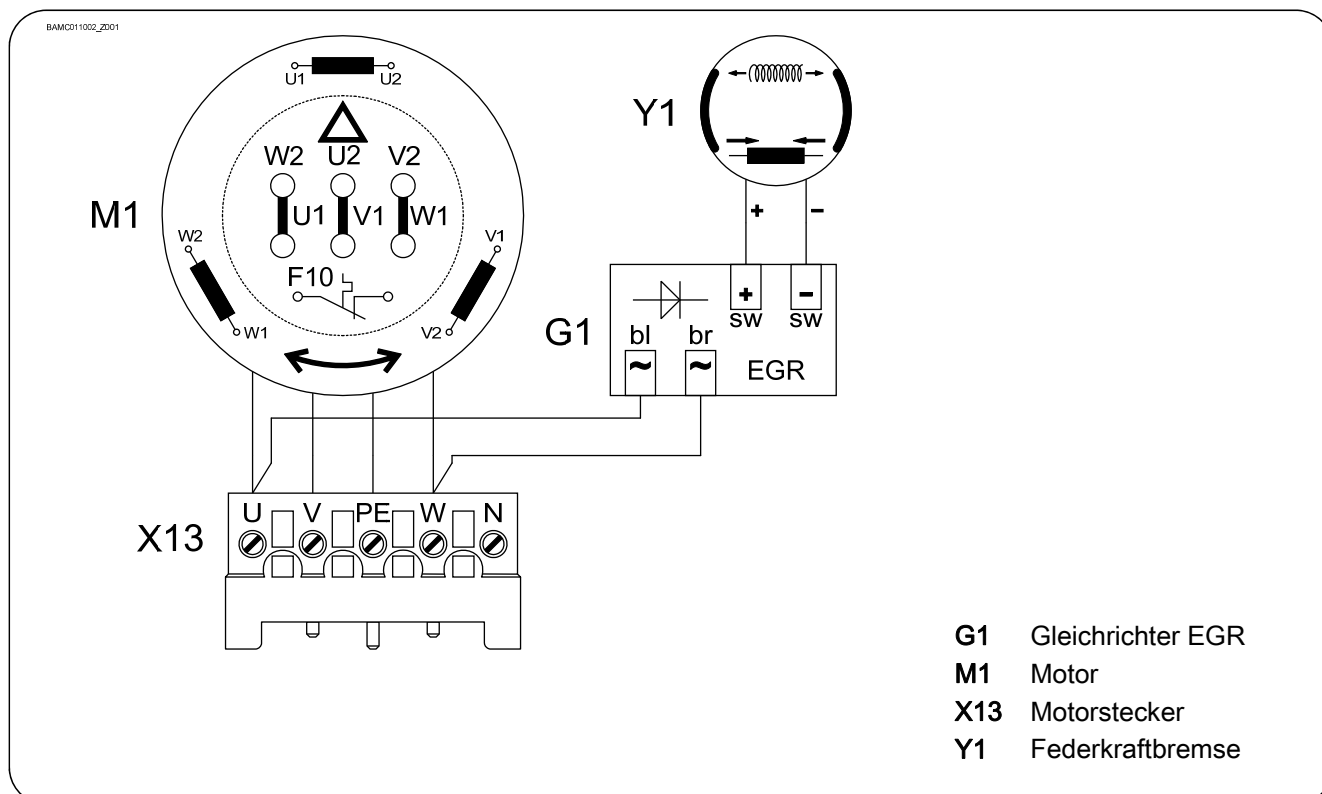 BAMC011002_Z001
U1 U2
Y1
W2 U2 V2
M1
U1 V1 W1
W2
V1
+ -
F10
+ -
sw sw
G1
bl br
W1
V2
~ ~
EGR
U V PE W N
X13
G1 Gleichrichter EGR
M1 Motor
X13 Motorstecker
Y1 Federkraftbremse